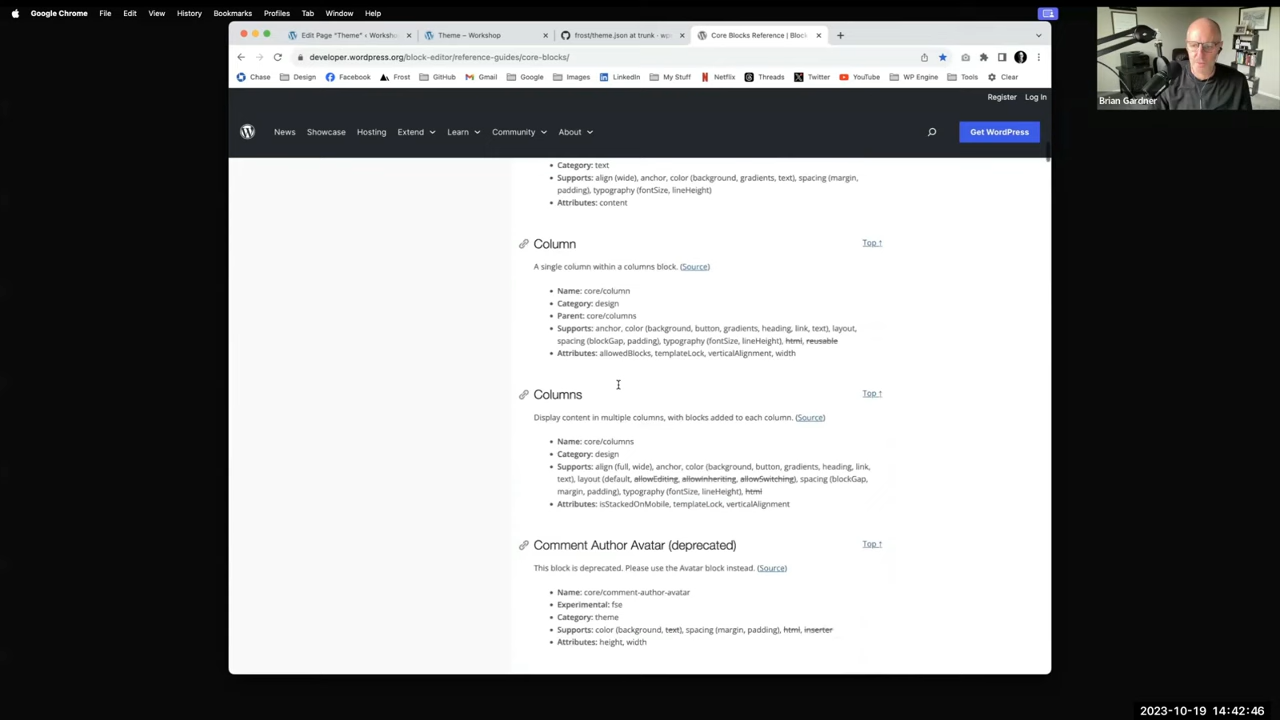 Google Chrome File Edit View History Bookmarks Profiles Tab Window Help
Edit Page "Theme" ‹ Worksho
Theme – Workshop
frost/theme.json at trunk · wp
Core Blocks Reference | Block
developer.wordpress.org/block-editor/reference-guides/core-blocks/
Chase Design Facebook Frost GitHub Gmail Google Images LinkedIn My Stuff Netflix Threads Twitter YouTube WP Engine Tools Clear
Brian Gardner
Register Log In
News Showcase Hosting Extend Learn Community About Get WordPress
• Category: text
• Supports: align (wide), anchor, color (background, gradients, text), spacing (margin,
padding), typography (fontSize, lineHeight)
• Attributes: content
Column Top ↑
A single column within a columns block. (Source)
• Name: core/column
• Category: design
• Parent: core/columns
• Supports: anchor, color (background, button, gradients, heading, link, text), layout,
spacing (blockGap, padding), typography (fontSize, lineHeight), html, reusable
• Attributes: allowedBlocks, templateLock, verticalAlignment, width
Columns Top ↑
Display content in multiple columns, with blocks added to each column. (Source)
• Name: core/columns
• Category: design
• Supports: align (full, wide), anchor, color (background, button, gradients, heading, link,
text), layout (default, allowEditing, allowInheriting, allowSwitching), spacing (blockGap,
margin, padding), typography (fontSize, lineHeight), html
• Attributes: isStackedOnMobile, templateLock, verticalAlignment
Comment Author Avatar (deprecated) Top ↑
This block is deprecated. Please use the Avatar block instead. (Source)
• Name: core/comment-author-avatar
• Experimental: fse
• Category: theme
• Supports: color (background, text), spacing (margin, padding), html, inserter
• Attributes: height, width
2023-10-19 14:42:46